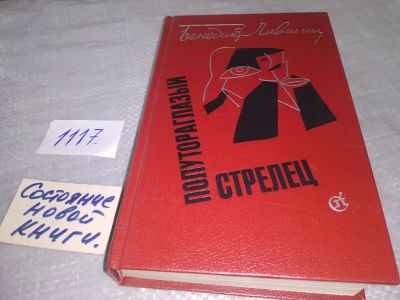 Бенедикт Лившиц
ПОЛУТОРАГЛАЗЫЙ
СТРЕЛЕЦ
1117.
Состояние
новой
книги.